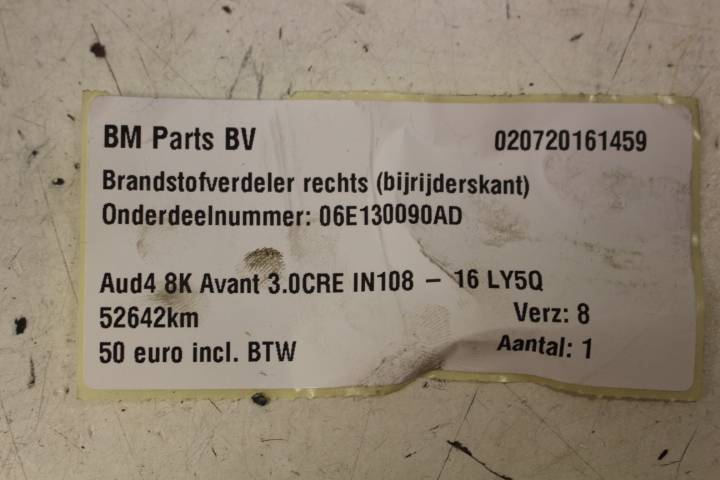 BM Parts BV 020720161459
Brandstofverdeler rechts (bijrijderskant)
Onderdeelnummer: 06E130090AD
Aud4 8K Avant 3.0CRE IN108 – 16 LY5Q
52642km Verz: 8
50 euro incl. BTW Aantal: 1